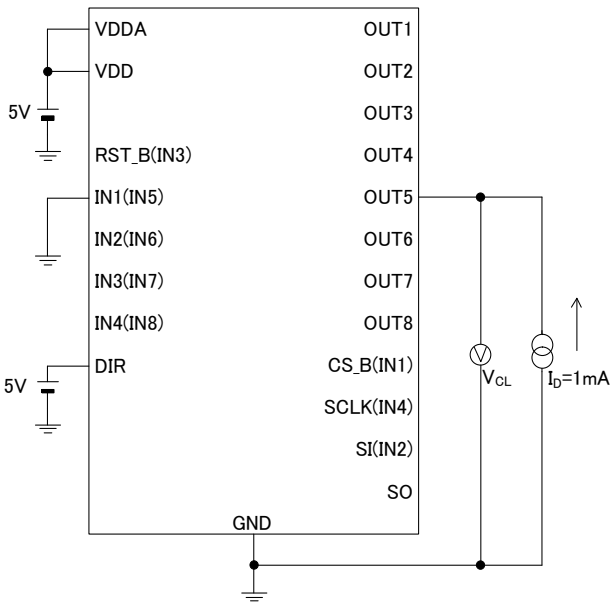 VDDA
VDD
5V
RST_B(IN3)
IN1(IN5)
IN2(IN6)
IN3(IN7)
IN4(IN8)
DIR
5V
GND
OUT1
OUT2
OUT3
OUT4
OUT5
OUT6
OUT7
OUT8
CS_B(IN1)
SCLK(IN4)
SI(IN2)
SO
V
VCL
ID=1mA